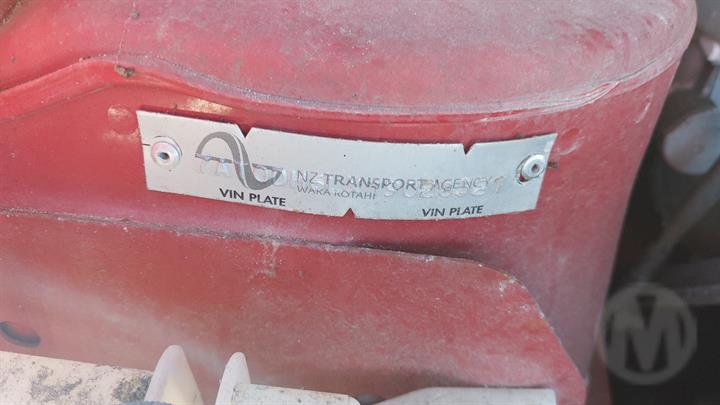 NZ TRANSPORT AGENCY
WAKA KOTAHI
VIN PLATE VIN PLATE
M